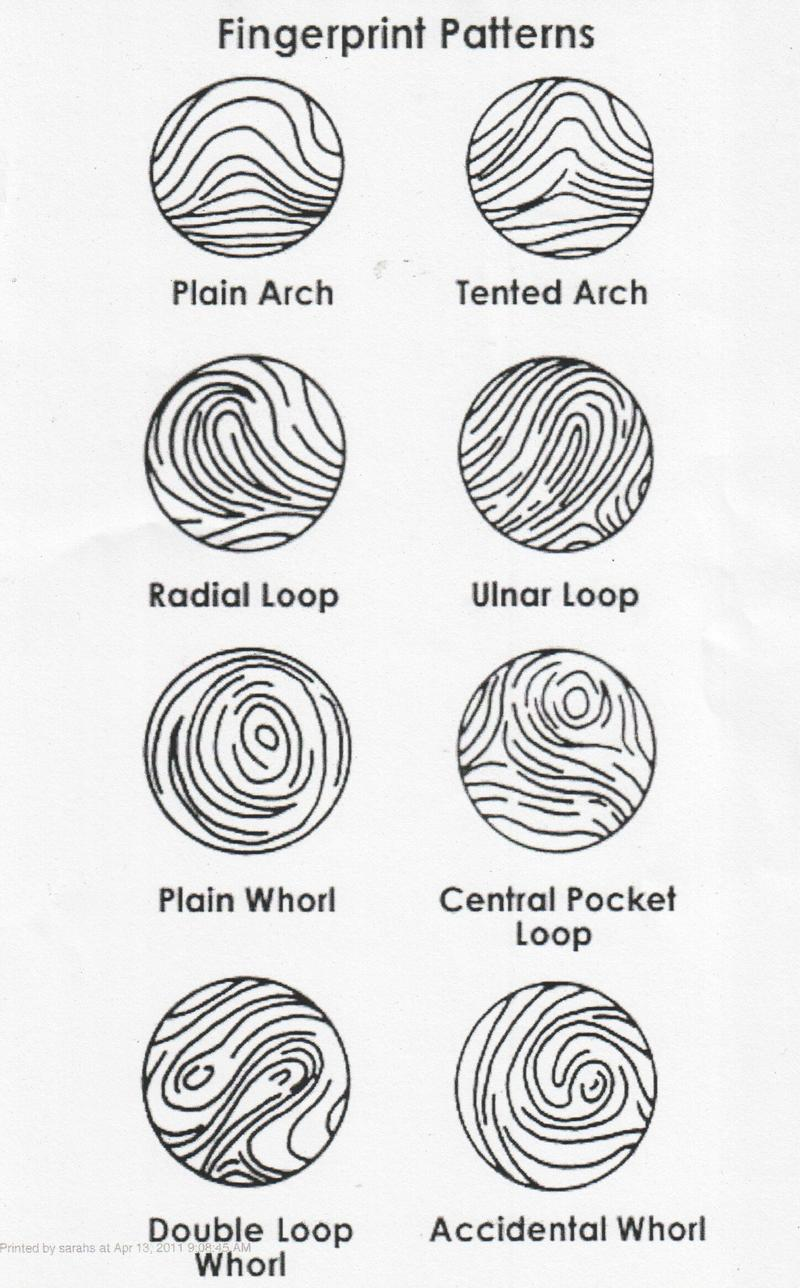 Fingerprint Patterns
Plain Arch
Tented Arch
Radial Loop
Ulnar Loop
Plain Whorl
Central Pocket
Loop
Double Loop
Whorl
Accidental Whorl
Printed by sarahs at Apr 13, 2011 9:08:45 AM